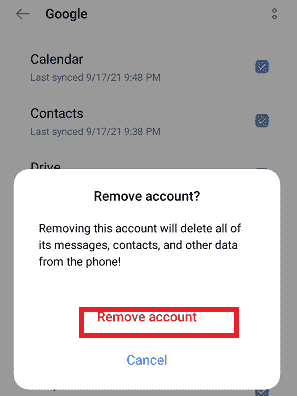 Google
Calendar
Last synced 9/17/21 9:48 PM
Contacts
Last synced 9/17/21 9:38 PM
Drive
Remove account?
Removing this account will delete all of
its messages, contacts, and other data
from the phone!
Remove account
Cancel